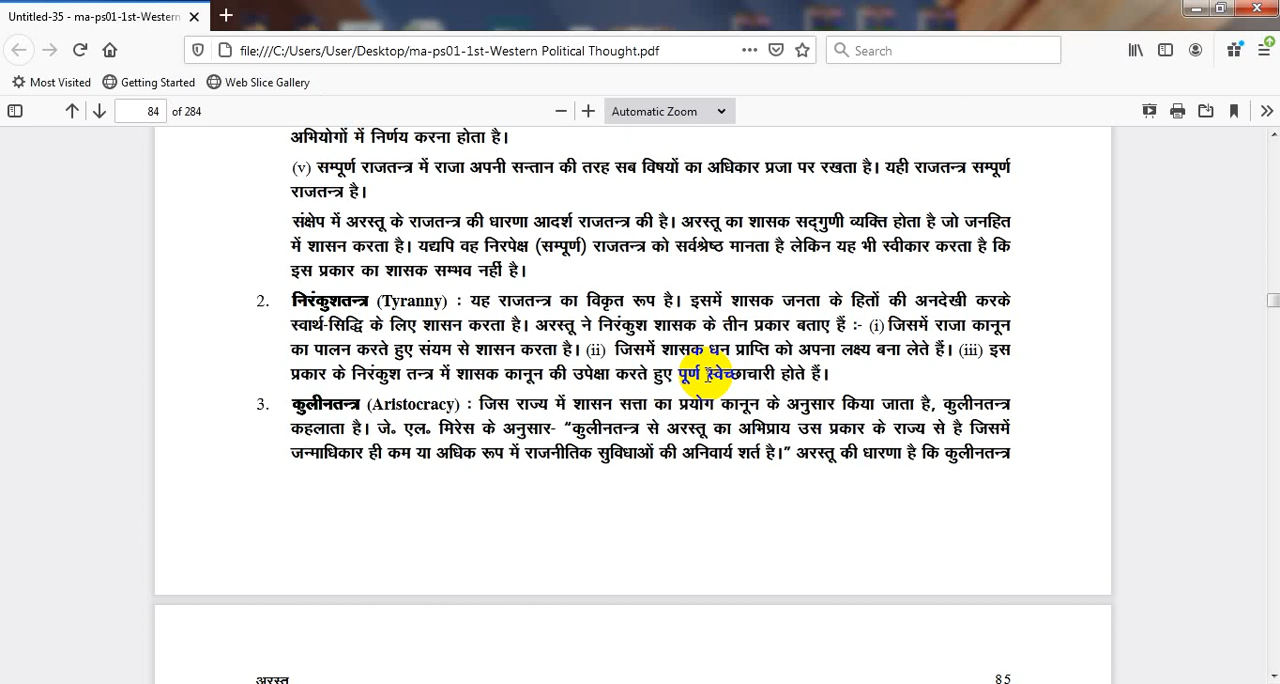 Untitled-35 - ma-ps01-1st-Western
file:///C:/Users/User/Desktop/ma-ps01-1st-Western Political Thought.pdf
Search
Most Visited
Getting Started
Web Slice Gallery
84 of 284
Automatic Zoom
अभियोगों में निर्णय करना होता है।
(v) सम्पूर्ण राजतन्त्र में राजा अपनी सन्तान की तरह सब विषयों का अधिकार प्रजा पर रखता है। यही राजतन्त्र सम्पूर्ण
राजतन्त्र है।
संक्षेप में अरस्तू के राजतन्त्र की धारणा आदर्श राजतन्त्र की है। अरस्तू का शासक सद्गुणी व्यक्ति होता है जो जनहित
में शासन करता है। यद्यपि वह निरपेक्ष (सम्पूर्ण) राजतन्त्र को सर्वश्रेष्ठ मानता है लेकिन यह भी स्वीकार करता है कि
इस प्रकार का शासक सम्भव नहीं है।
2. निरंकुशतन्त्र (Tyranny) : यह राजतन्त्र का विकृत रूप है। इसमें शासक जनता के हितों की अनदेखी करके
स्वार्थ-सिद्धि के लिए शासन करता है। अरस्तू ने निरंकुश शासक के तीन प्रकार बताए हैं :- (i) जिसमें राजा कानून
का पालन करते हुए संयम से शासन करता है। (ii) जिसमें शासक धन प्राप्ति को अपना लक्ष्य बना लेते हैं। (iii) इस
प्रकार के निरंकुश तन्त्र में शासक कानून की उपेक्षा करते हुए पूर्ण स्वेच्छाचारी होते हैं।
3. कुलीनतन्त्र (Aristocracy) : जिस राज्य में शासन सत्ता का प्रयोग कानून के अनुसार किया जाता है, कुलीनतन्त्र
कहलाता है। जे॰ एल॰ मिरेस के अनुसार- “कुलीनतन्त्र से अरस्तू का अभिप्राय उस प्रकार के राज्य से है जिसमें
जन्माधिकार ही कम या अधिक रूप में राजनीतिक सुविधाओं की अनिवार्य शर्त है।” अरस्तू की धारणा है कि कुलीनतन्त्र
अरस्तू 85